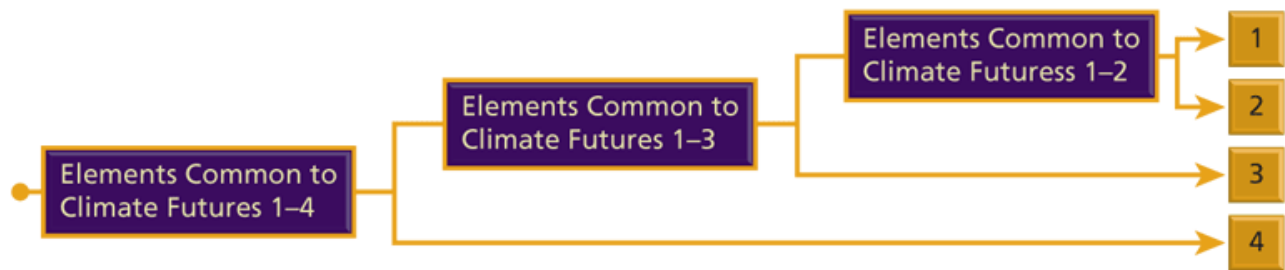 Elements Common to
Climate Futuress 1–2
1
2
Elements Common to
Climate Futures 1–3
3
Elements Common to
Climate Futures 1–4
4